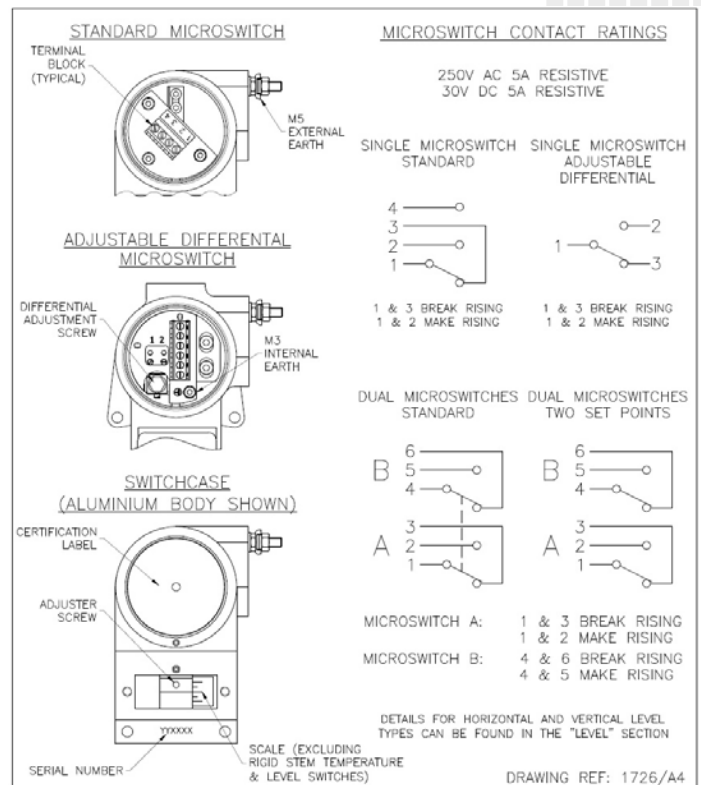 STANDARD MICROSWITCH
TERMINAL
BLOCK
(TYPICAL)
4 3 2 1
M5
EXTERNAL
EARTH
ADJUSTABLE DIFFERENTAL
MICROSWITCH
DIFFERENTIAL
ADJUSTMENT
SCREW
1 2
M3
INTERNAL
EARTH
SWITCHCASE
(ALUMINIUM BODY SHOWN)
CERTIFICATION
LABEL
ADJUSTER
SCREW
YYXXXX
SERIAL NUMBER
SCALE (EXCLUDING
RIGID STEM TEMPERATURE
& LEVEL SWITCHES)
MICROSWITCH CONTACT RATINGS
250V AC 5A RESISTIVE
30V DC 5A RESISTIVE
SINGLE MICROSWITCH
STANDARD
4
3
2
1
1 & 3 BREAK RISING
1 & 2 MAKE RISING
SINGLE MICROSWITCH
ADJUSTABLE
DIFFERENTIAL
2
1
3
1 & 3 BREAK RISING
1 & 2 MAKE RISING
DUAL MICROSWITCHES
STANDARD
6
B 5
4
3
A 2
1
DUAL MICROSWITCHES
TWO SET POINTS
6
B 5
4
3
A 2
1
MICROSWITCH A: 1 & 3 BREAK RISING
1 & 2 MAKE RISING
MICROSWITCH B: 4 & 6 BREAK RISING
4 & 5 MAKE RISING
DETAILS FOR HORIZONTAL AND VERTICAL LEVEL
TYPES CAN BE FOUND IN THE "LEVEL" SECTION
DRAWING REF: 1726/A4